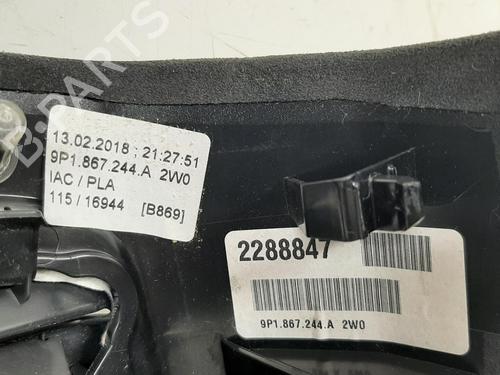 B-PARTS
13.02.2018 ; 21:27:51
9P1.867.244.A 2W0
IAC / PLA
115 / 16944 [B869]
2288847
9P1.867.244.A 2W0